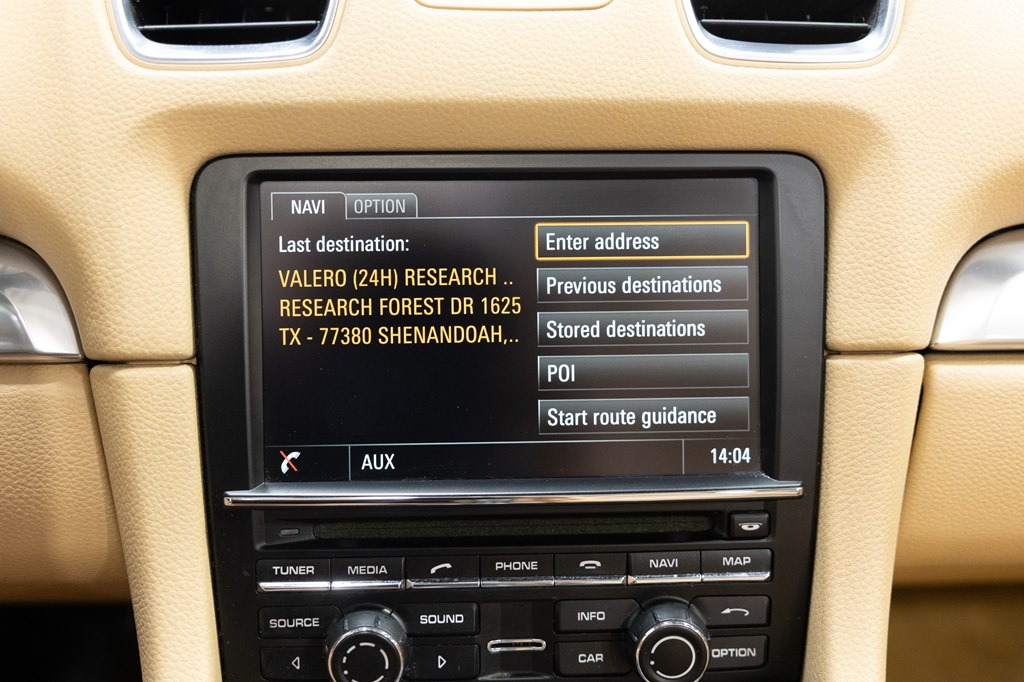 NAVI OPTION
Last destination:
VALERO (24H) RESEARCH ..
RESEARCH FOREST DR 1625
TX - 77380 SHENANDOAH,..
Enter address
Previous destinations
Stored destinations
POI
Start route guidance
AUX 14:04
TUNER MEDIA PHONE NAVI MAP
SOURCE SOUND INFO
CAR OPTION